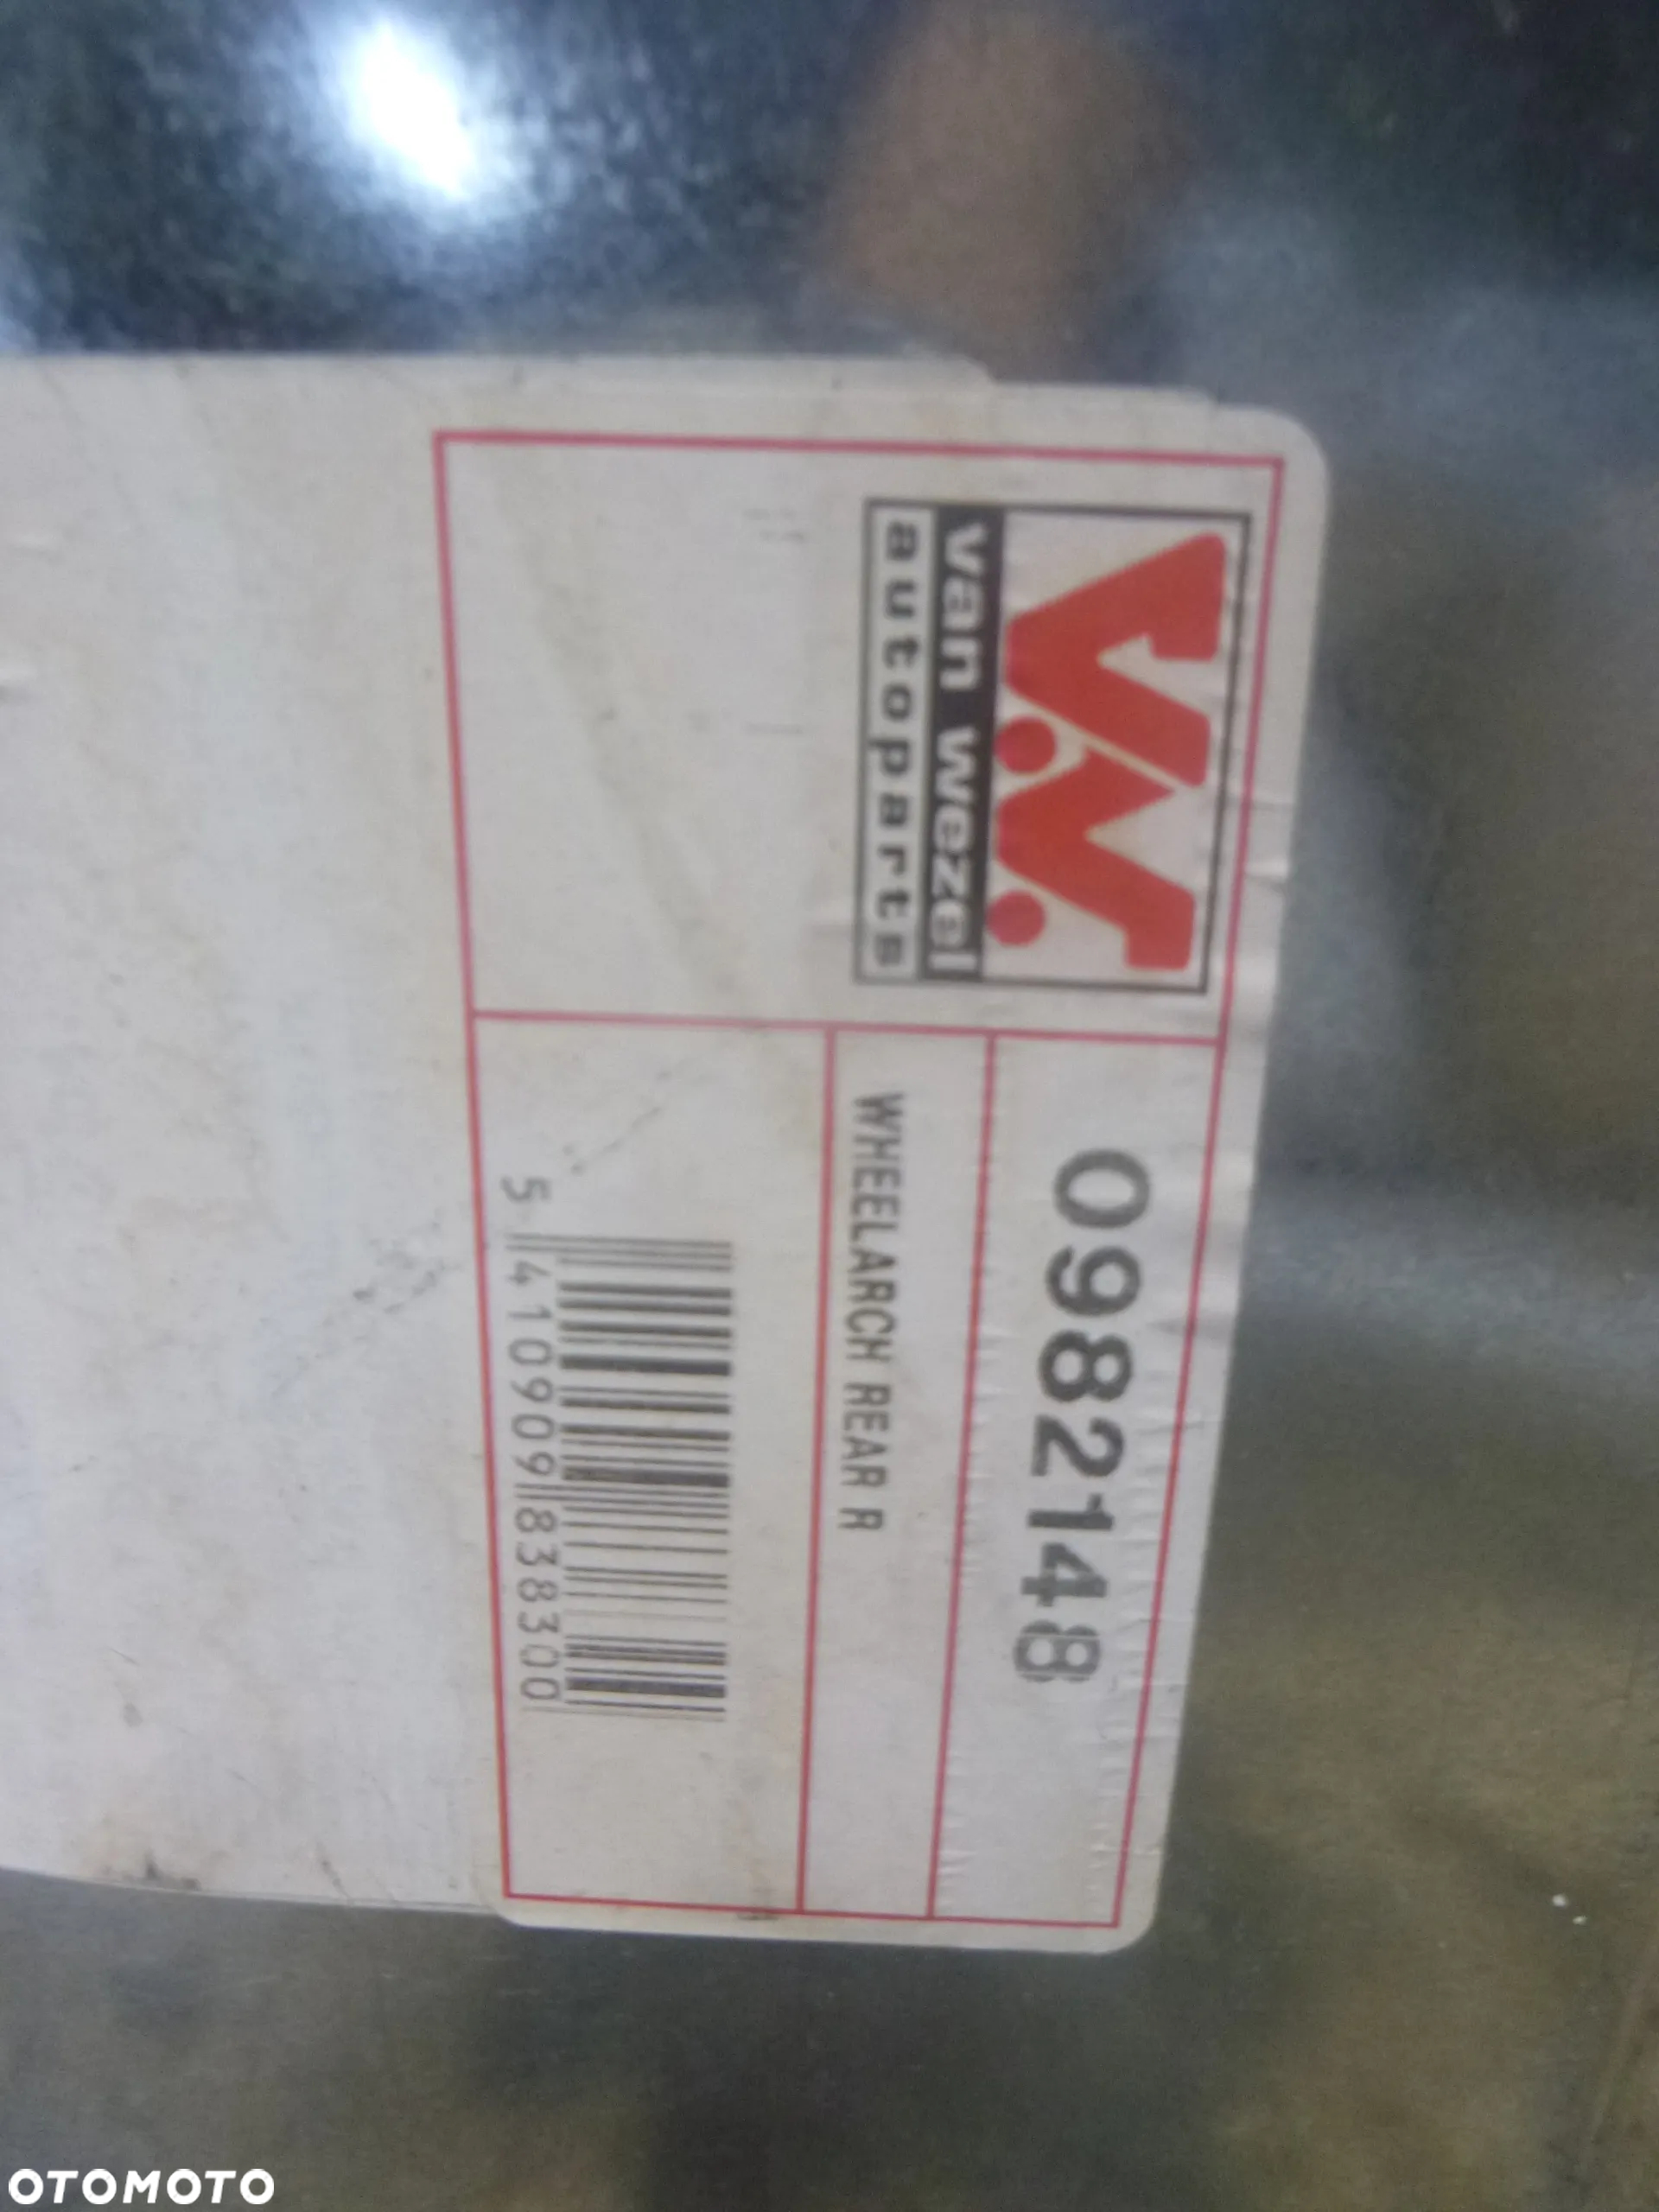 V.W.
van wezel
autoparts
0982148
WHEELARCH REAR R
5 410909 838300
OTOMOTO